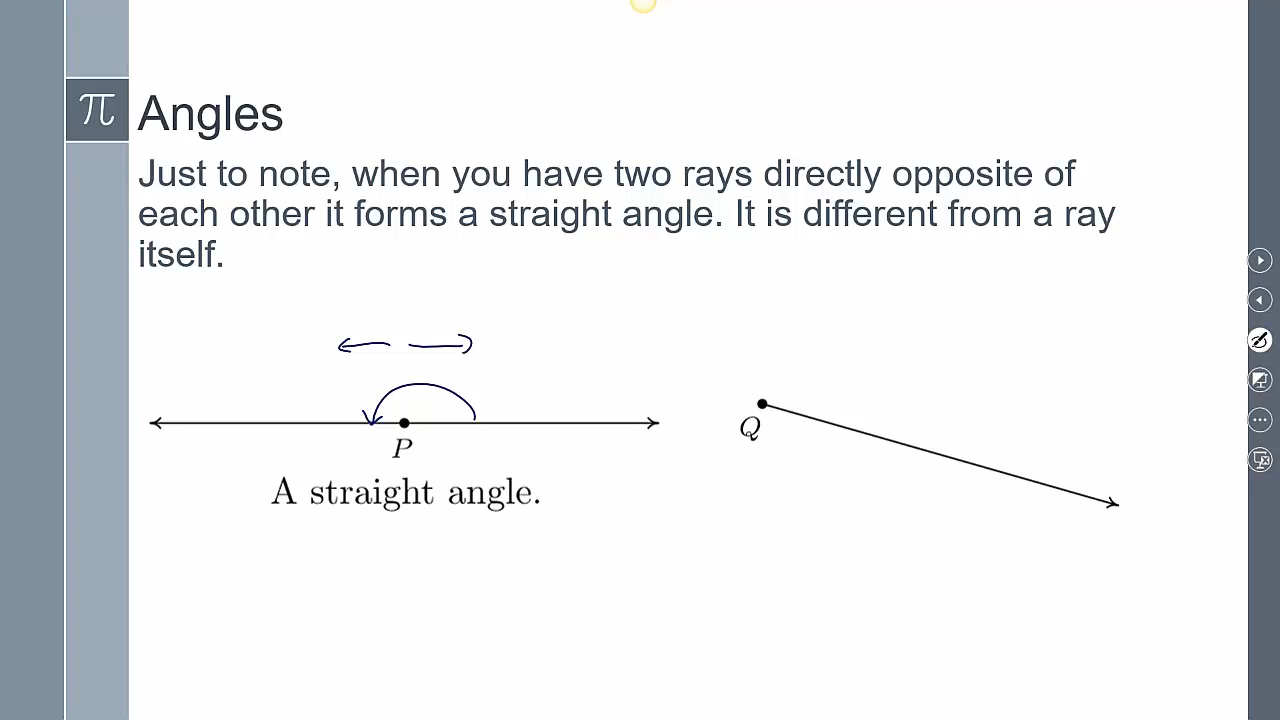 π Angles
Just to note, when you have two rays directly opposite of
each other it forms a straight angle. It is different from a ray
itself.
P
Q
A straight angle.